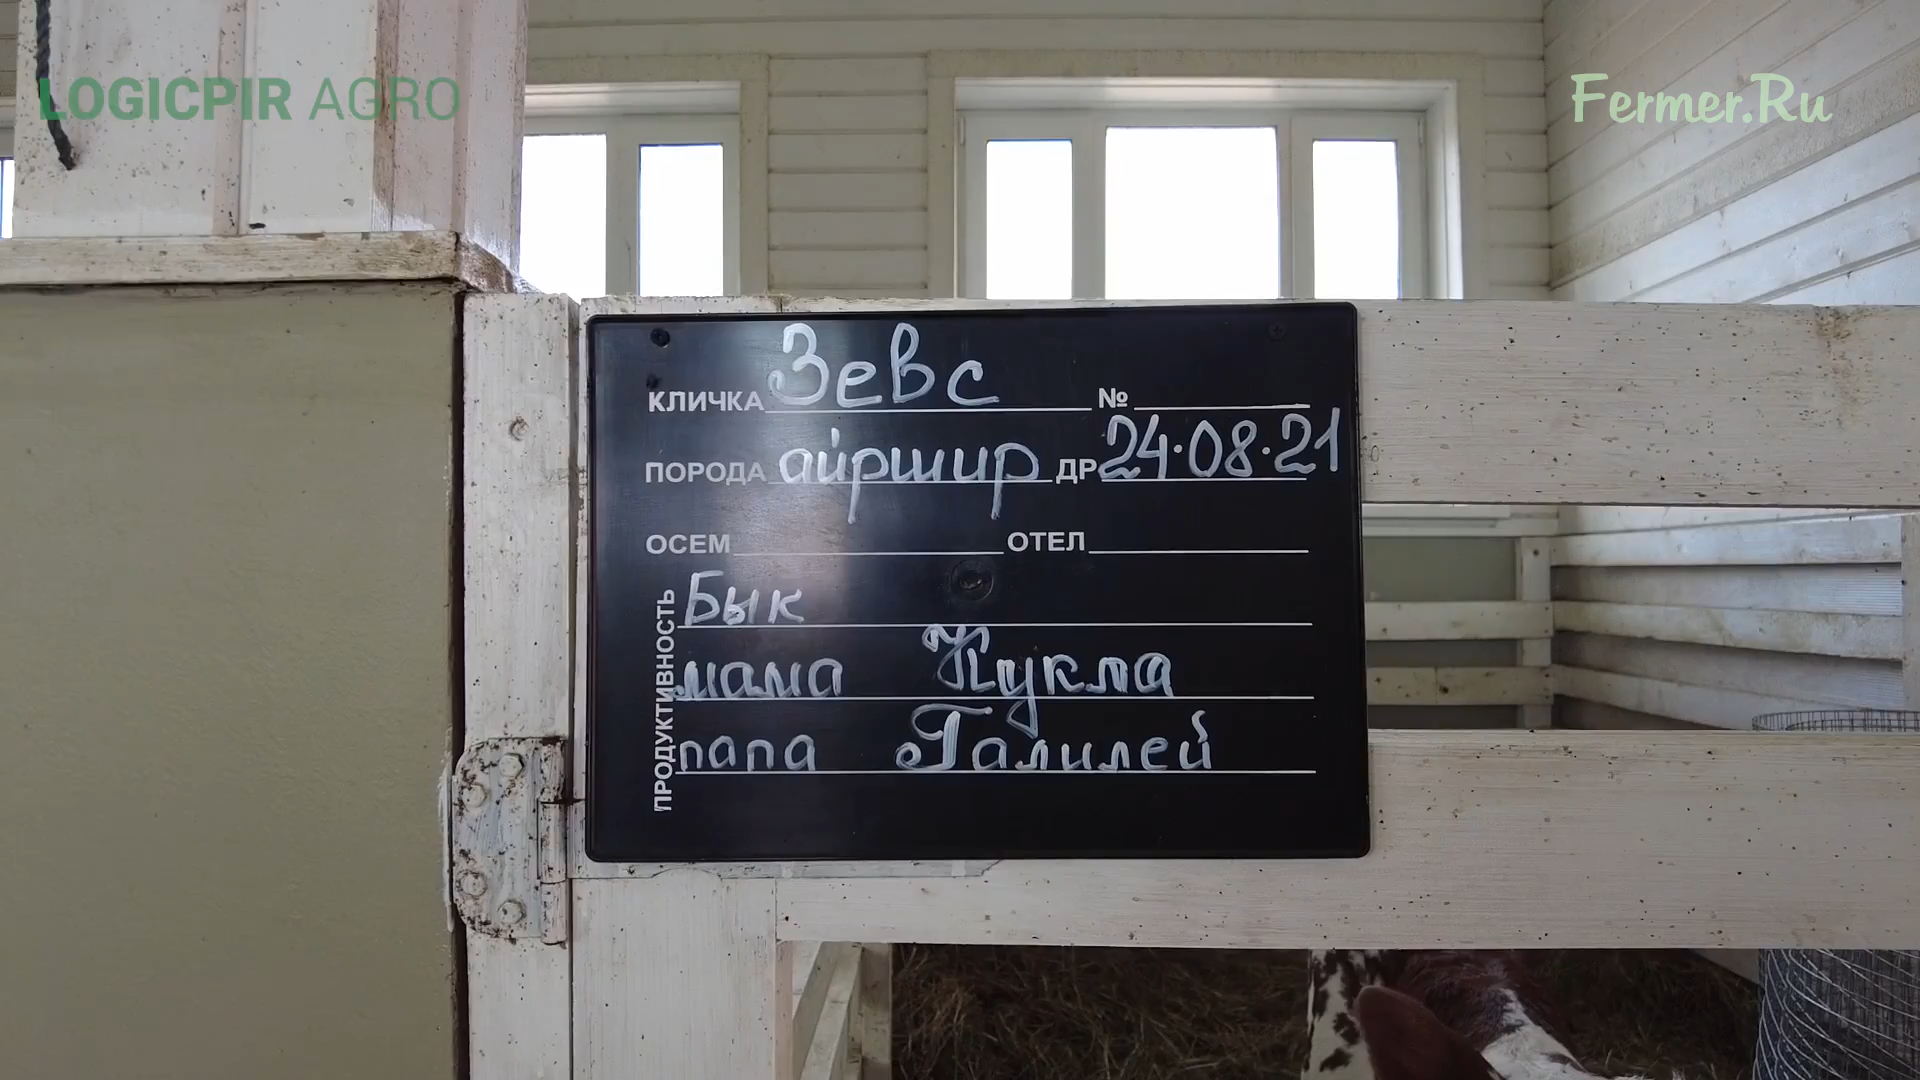 LOGICPIR AGRO
Fermer.Ru
КЛИЧКА Зевс №
ПОРОДА айршир ДР 24.08.21
ОСЕМ ОТЕЛ
ПРОДУКТИВНОСТЬ
Бык
мама Кукла
папа Галилей